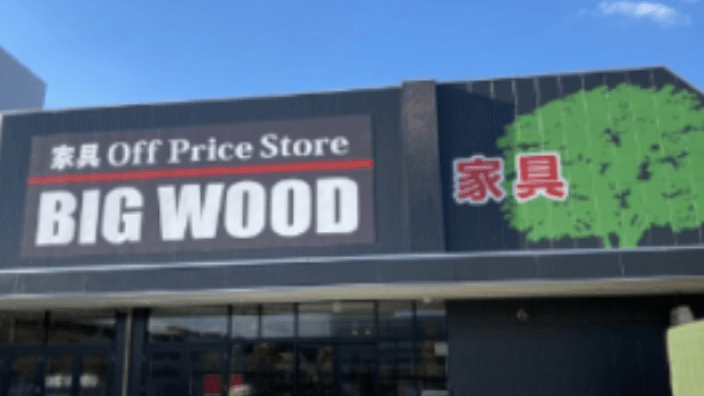 家具 Off Price Store
BIG WOOD
家具